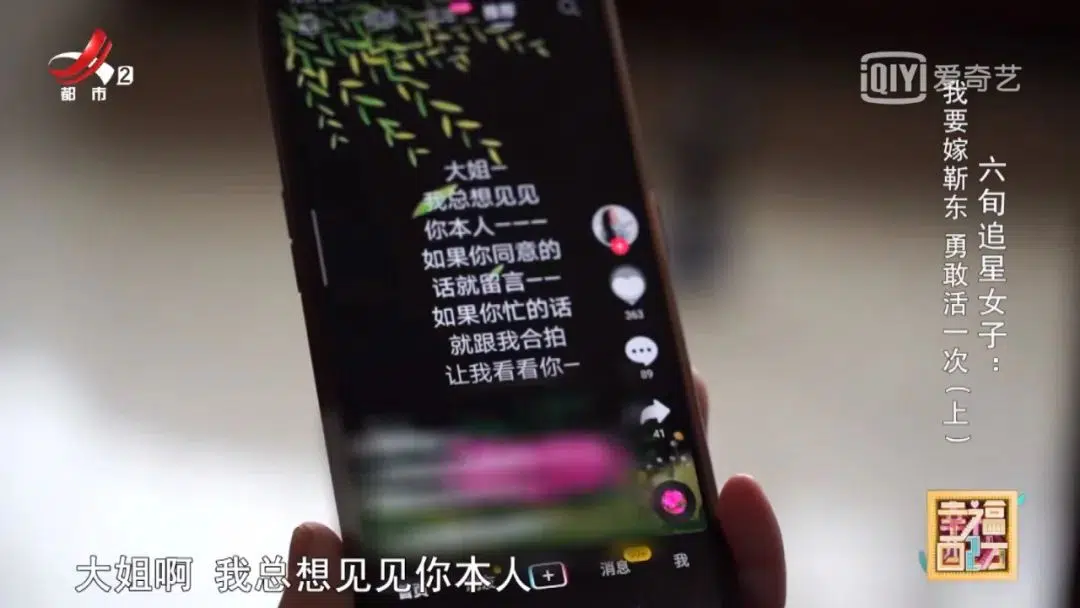 都市
2
iQIYI 爱奇艺
六旬追星女子：
我要嫁靳东 勇敢活一次（上）
大姐一
我总想见见
你本人一一一
如果你同意的
话就留言一一
如果你忙的话
就跟我合拍
让我看看你一
363
89
41
消息
我
幸福
配方
大姐啊 我总想见见你本人